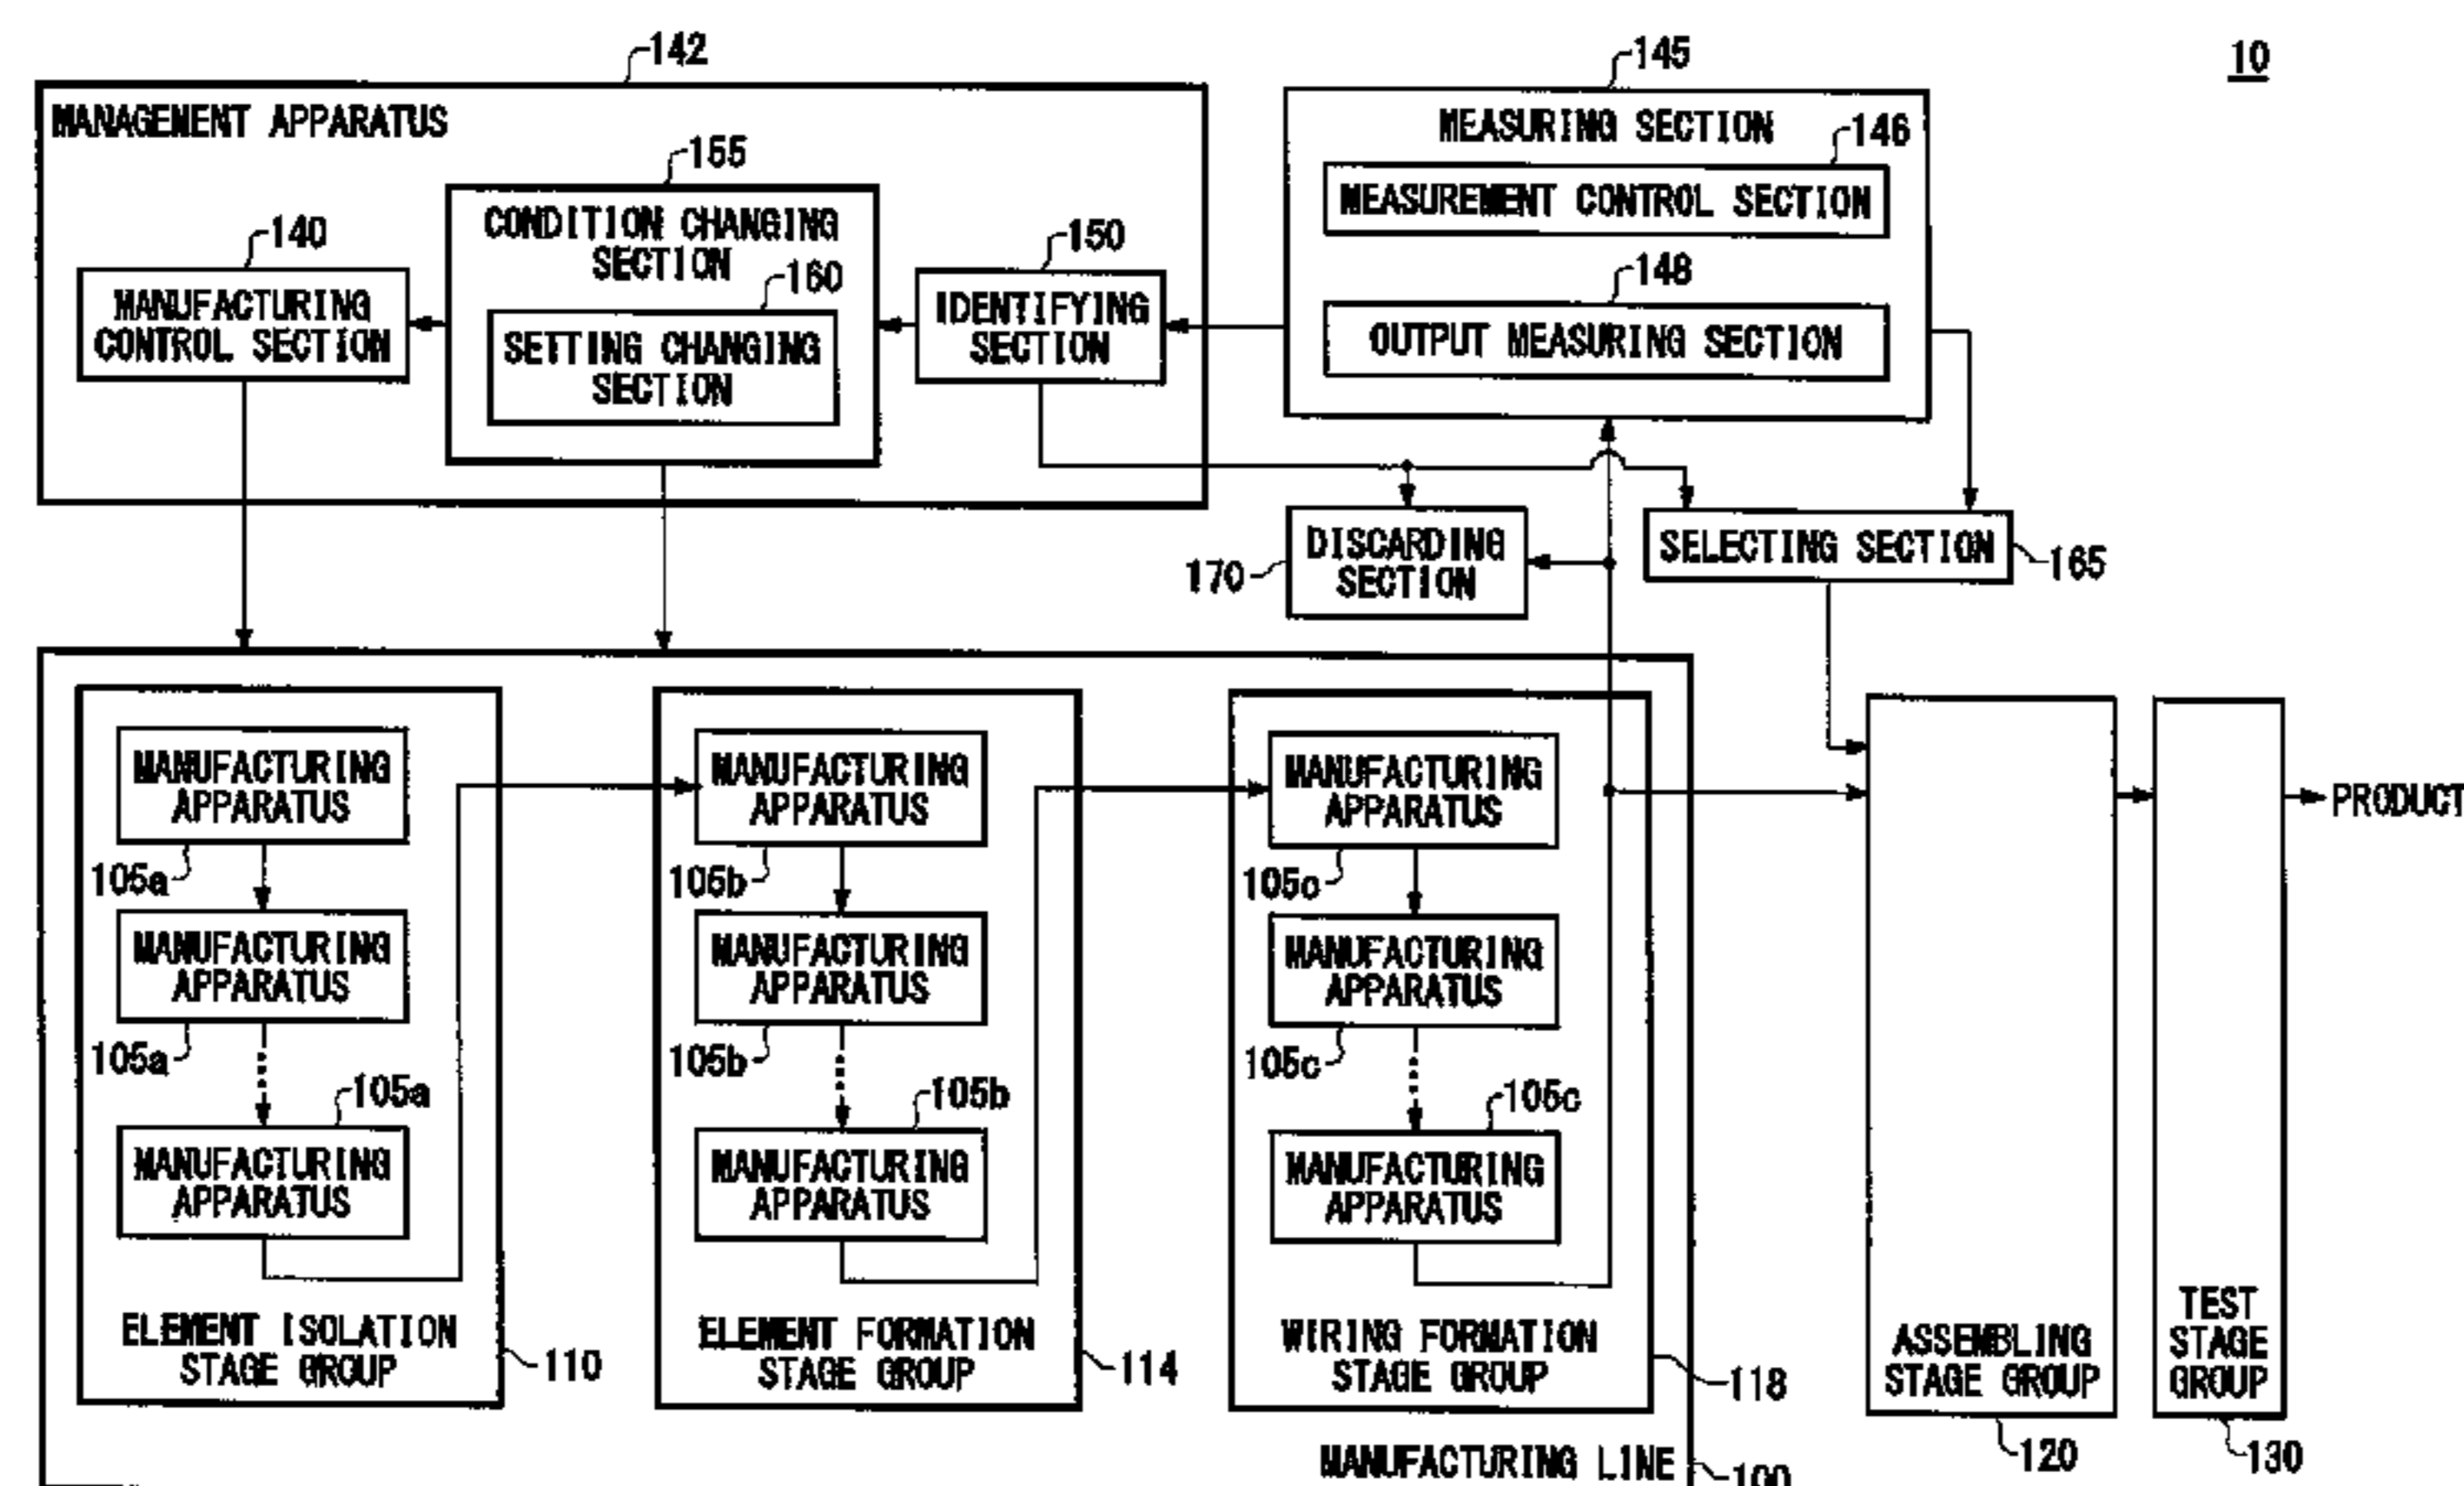 10
142
MANAGEMENT APPARATUS
155
CONDITION CHANGING
SECTION
160
SETTING CHANGING
SECTION
140
MANUFACTURING
CONTROL SECTION
150
IDENTIFYING
SECTION
145
MEASURING SECTION
146
MEASUREMENT CONTROL SECTION
148
OUTPUT MEASURING SECTION
170
DISCARDING
SECTION
SELECTING SECTION
165
MANUFACTURING
APPARATUS
105a
MANUFACTURING
APPARATUS
105a
105a
MANUFACTURING
APPARATUS
ELEMENT ISOLATION
STAGE GROUP
110
MANUFACTURING
APPARATUS
105b
MANUFACTURING
APPARATUS
105b
105b
MANUFACTURING
APPARATUS
ELEMENT FORMATION
STAGE GROUP
114
MANUFACTURING
APPARATUS
105c
MANUFACTURING
APPARATUS
105c
105c
MANUFACTURING
APPARATUS
WIRING FORMATION
STAGE GROUP
118
MANUFACTURING LINE
100
ASSEMBLING
STAGE GROUP
120
TEST
STAGE
GROUP
130
PRODUCT